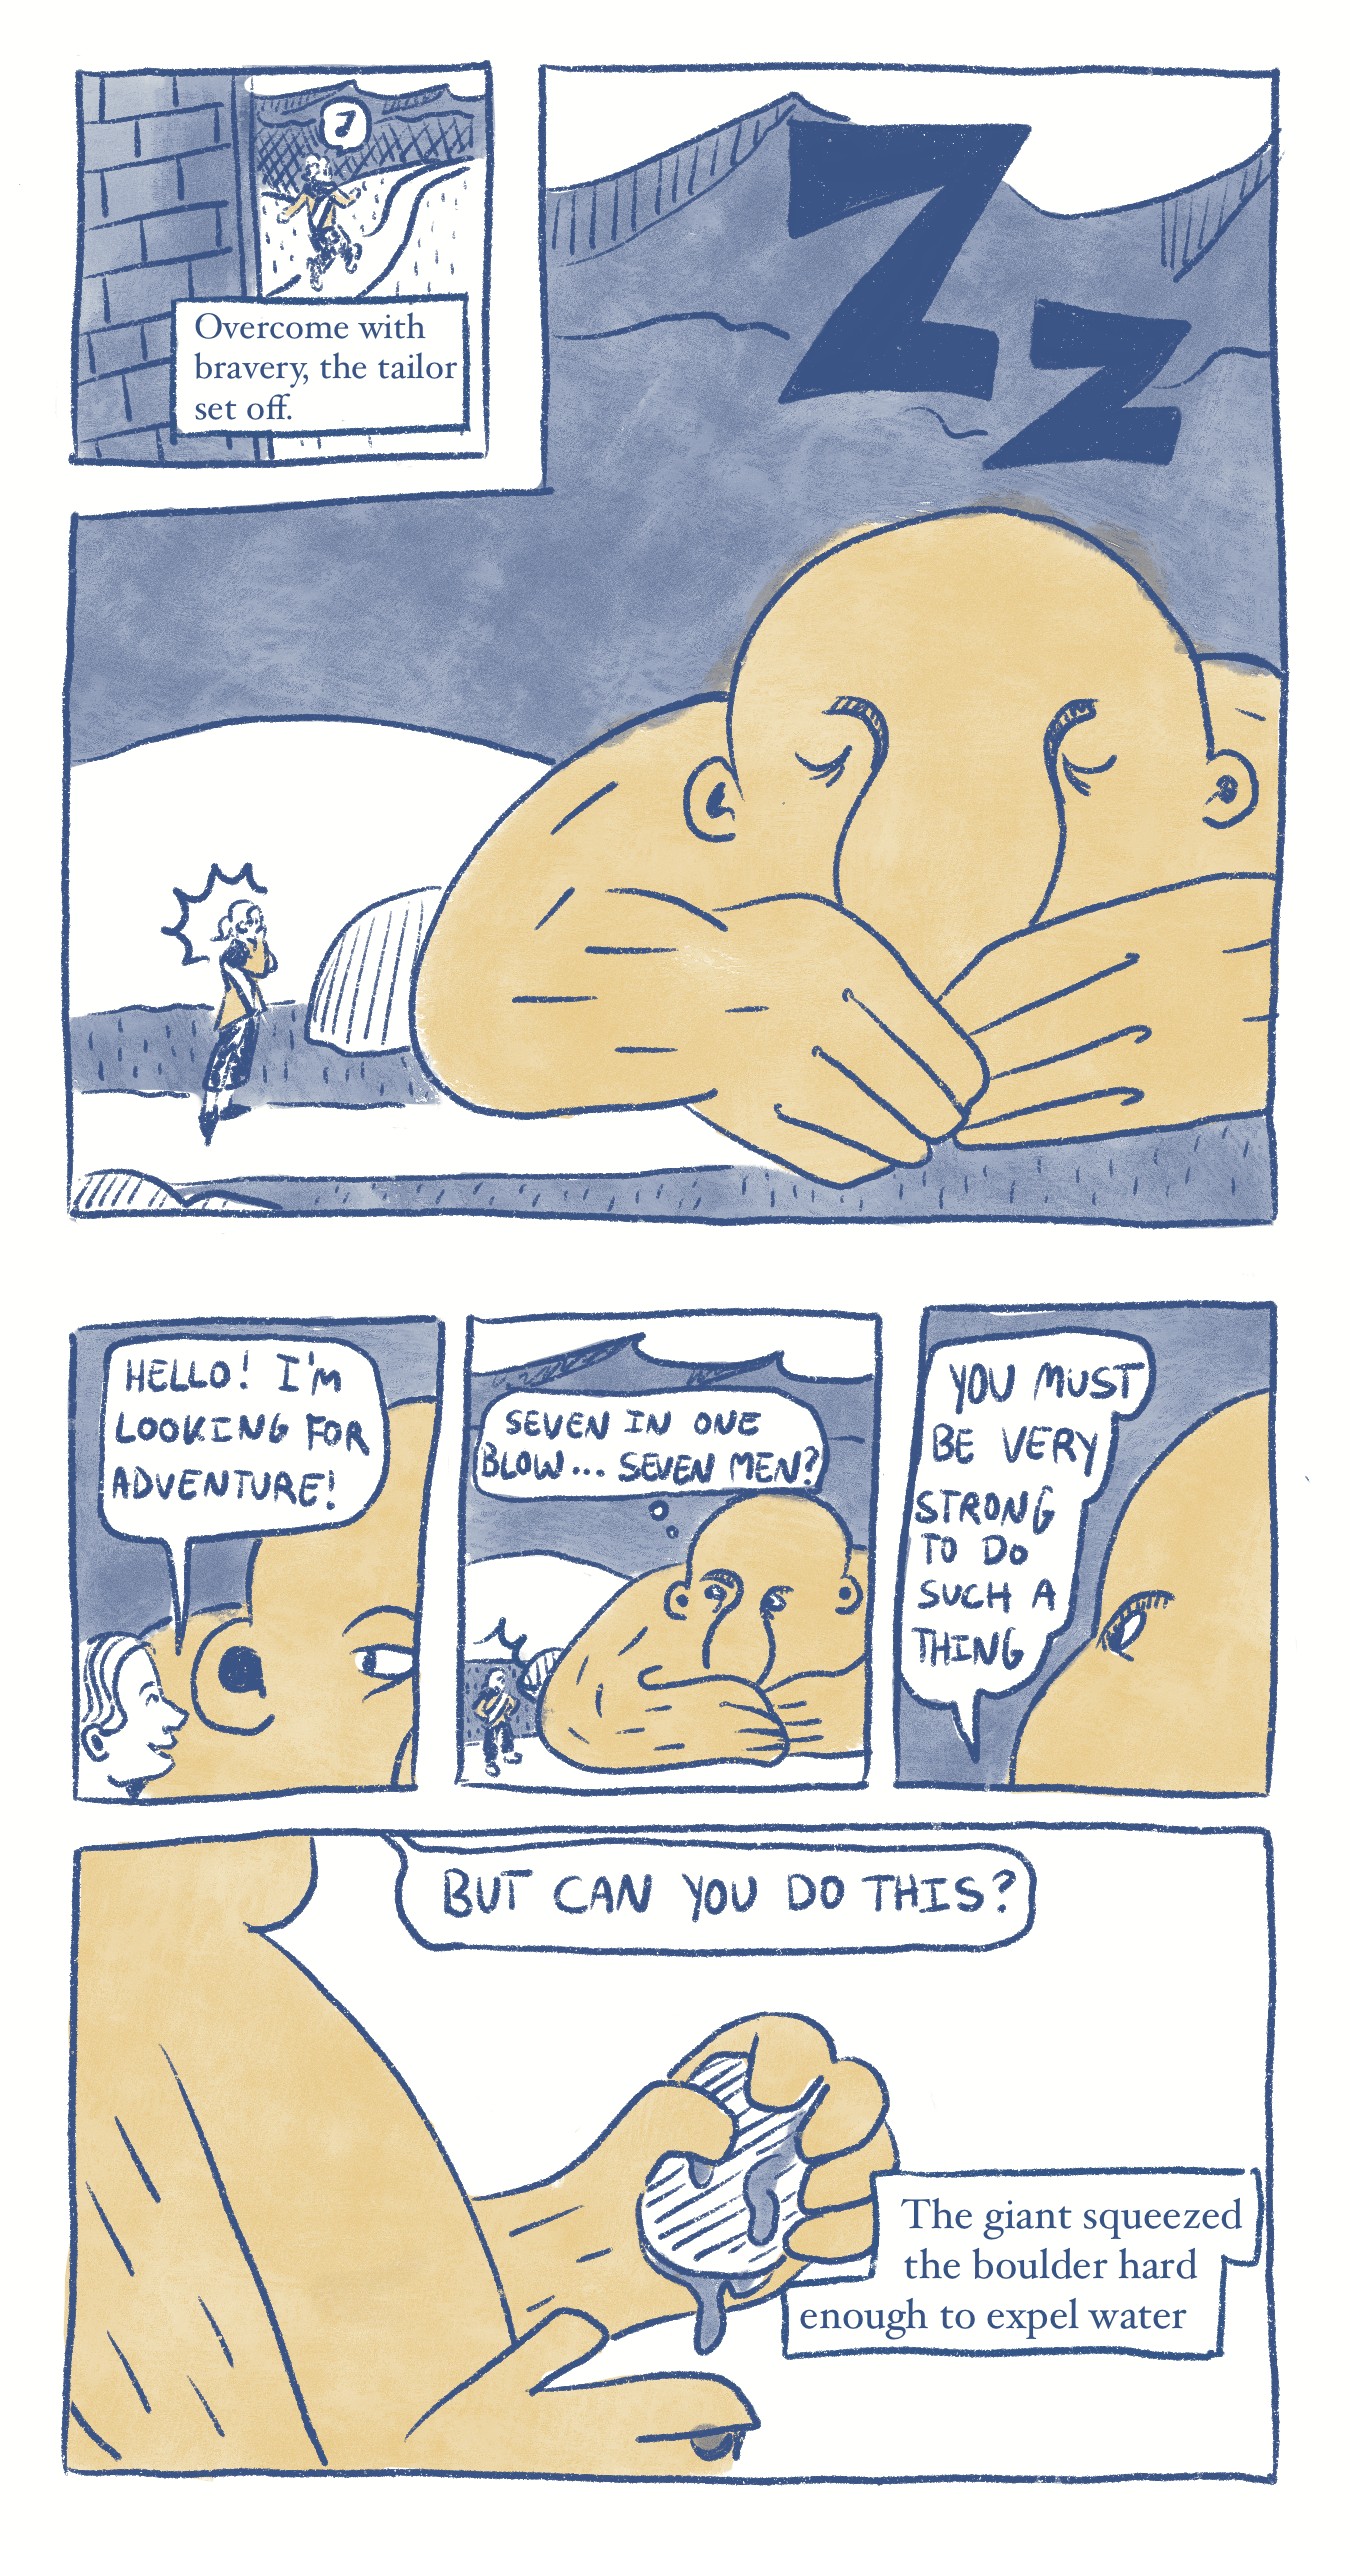 Overcome with
bravery, the tailor
set off.
Zz
HELLO! I'M
LOOKING FOR
ADVENTURE!
SEVEN IN ONE
BLOW... SEVEN MEN?
YOU MUST
BE VERY
STRONG
TO DO
SUCH A
THING
BUT CAN YOU DO THIS?
The giant squeezed
the boulder hard
enough to expel water